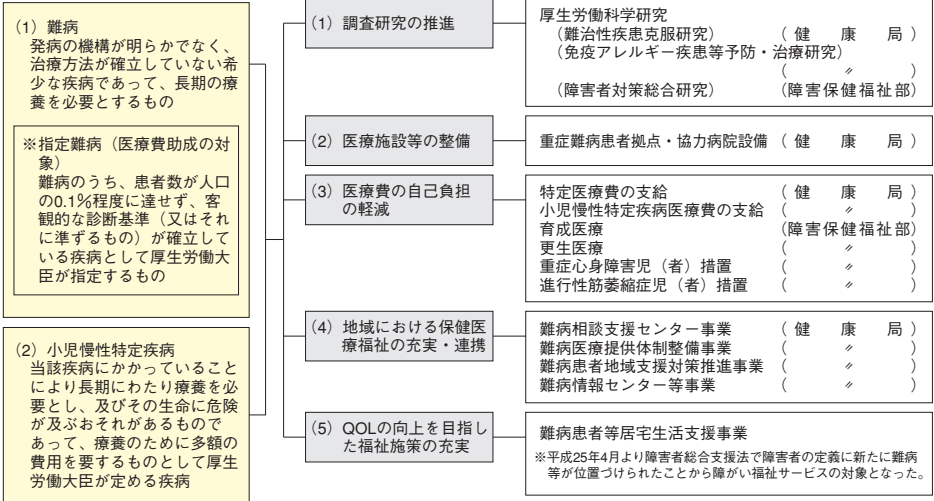 (1) 難病
発病の機構が明らかでなく、
治療方法が確立していない希
少な疾病であって、長期の療
養を必要とするもの
※指定難病（医療費助成の対
象）
難病のうち、患者数が人口
の0.1％程度に達せず、客
観的な診断基準（又はそれ
に準ずるもの）が確立して
いる疾病として厚生労働大
臣が指定するもの
(2) 小児慢性特定疾病
当該疾病にかかっていること
により長期にわたり療養を必
要とし、及びその生命に危険
が及ぶおそれがあるもので
あって、療養のために多額の
費用を要するものとして厚生
労働大臣が定める疾病
(1) 調査研究の推進
厚生労働科学研究
（難治性疾患克服研究）（健康局）
（免疫アレルギー疾患等予防・治療研究）
（〃）
（障害者対策総合研究）（障害保健福祉部）
(2) 医療施設等の整備
重症難病患者拠点・協力病院設備（健康局）
(3) 医療費の自己負担
の軽減
特定医療費の支給（健康局）
小児慢性特定疾病医療費の支給（〃）
育成医療（障害保健福祉部）
更生医療（〃）
重症心身障害児（者）措置（〃）
進行性筋萎縮症児（者）措置（〃）
(4) 地域における保健医
療福祉の充実・連携
難病相談支援センター事業（健康局）
難病医療提供体制整備事業（〃）
難病患者地域支援対策推進事業（〃）
難病情報センター等事業（〃）
(5) QOLの向上を目指し
た福祉施策の充実
難病患者等居宅生活支援事業
※平成25年4月より障害者総合支援法で障害者の定義に新たに難病
等が位置づけられたことから障がい福祉サービスの対象となった。